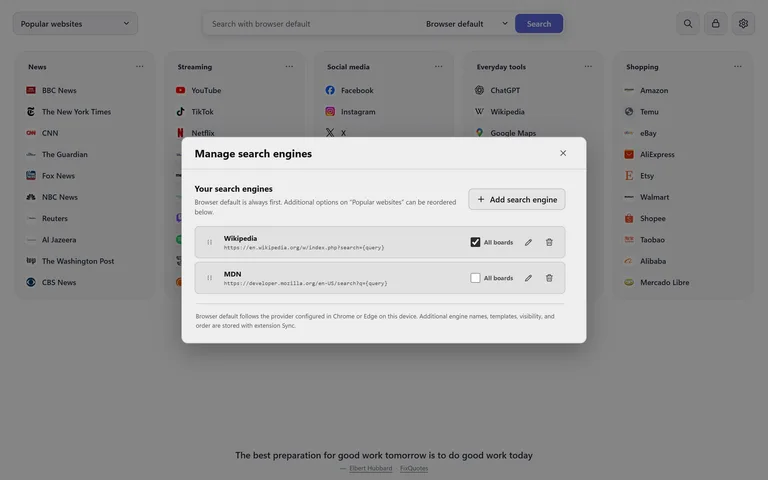 Popular websites
Search with browser default
Browser default
Search
News
Streaming
Social media
Everyday tools
Shopping
BBC News
YouTube
Facebook
ChatGPT
Amazon
The New York Times
TikTok
Instagram
Wikipedia
Temu
CNN
Netflix
X
Google Maps
eBay
The Guardian
AliExpress
Fox News
Etsy
NBC News
Walmart
Reuters
Shopee
Al Jazeera
Taobao
The Washington Post
Alibaba
CBS News
Mercado Libre
Manage search engines
Your search engines
Browser default is always first. Additional options on "Popular websites" can be reordered
below.
+ Add search engine
Wikipedia
https://en.wikipedia.org/w/index.php?search={query}
All boards
MDN
https://developer.mozilla.org/en-US/search?q={query}
All boards
Browser default follows the provider configured in Chrome or Edge on this device. Additional engine names, templates, visibility, and
order are stored with extension Sync.
The best preparation for good work tomorrow is to do good work today
— Elbert Hubbard FixQuotes